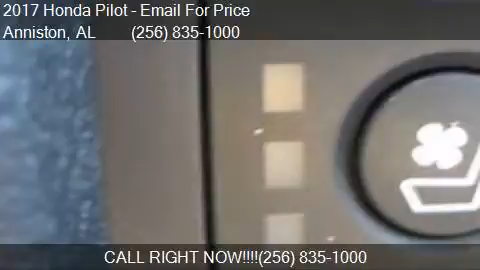 2017 Honda Pilot - Email For Price
Anniston, AL (256) 835-1000
CALL RIGHT NOW!!!!(256) 835-1000